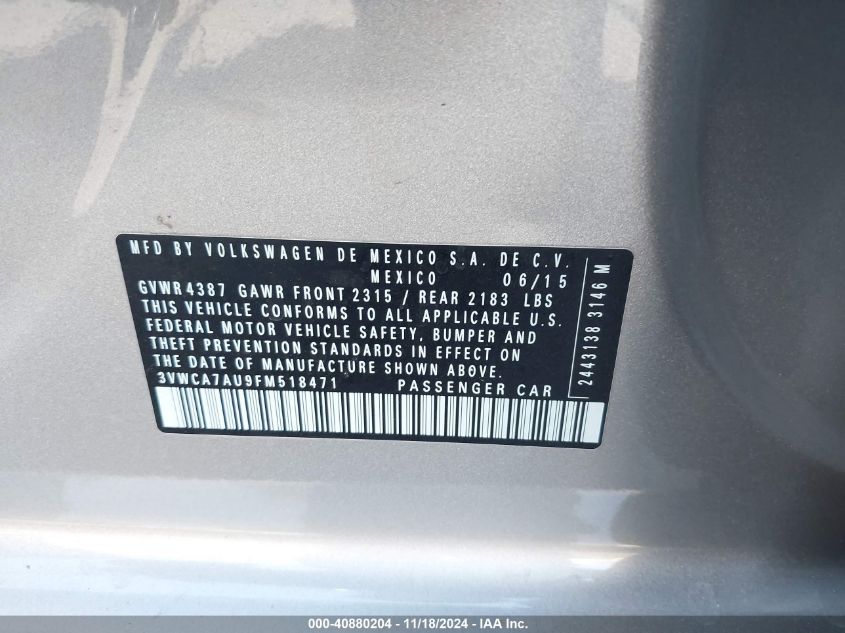 MFD BY VOLKSWAGEN DE MEXICO S.A. DE C.V.
MEXICO 06/15
GVWR 4387 GAWR FRONT 2315 / REAR 2183 LBS
THIS VEHICLE CONFORMS TO ALL APPLICABLE U.S.
FEDERAL MOTOR VEHICLE SAFETY, BUMPER AND
THEFT PREVENTION STANDARDS IN EFFECT ON
THE DATE OF MANUFACTURE SHOWN ABOVE.
3VWCA7AU9FM518471 PASSENGER CAR
2443138 3146 M
000-40880204 - 11/18/2024 - IAA, Inc.